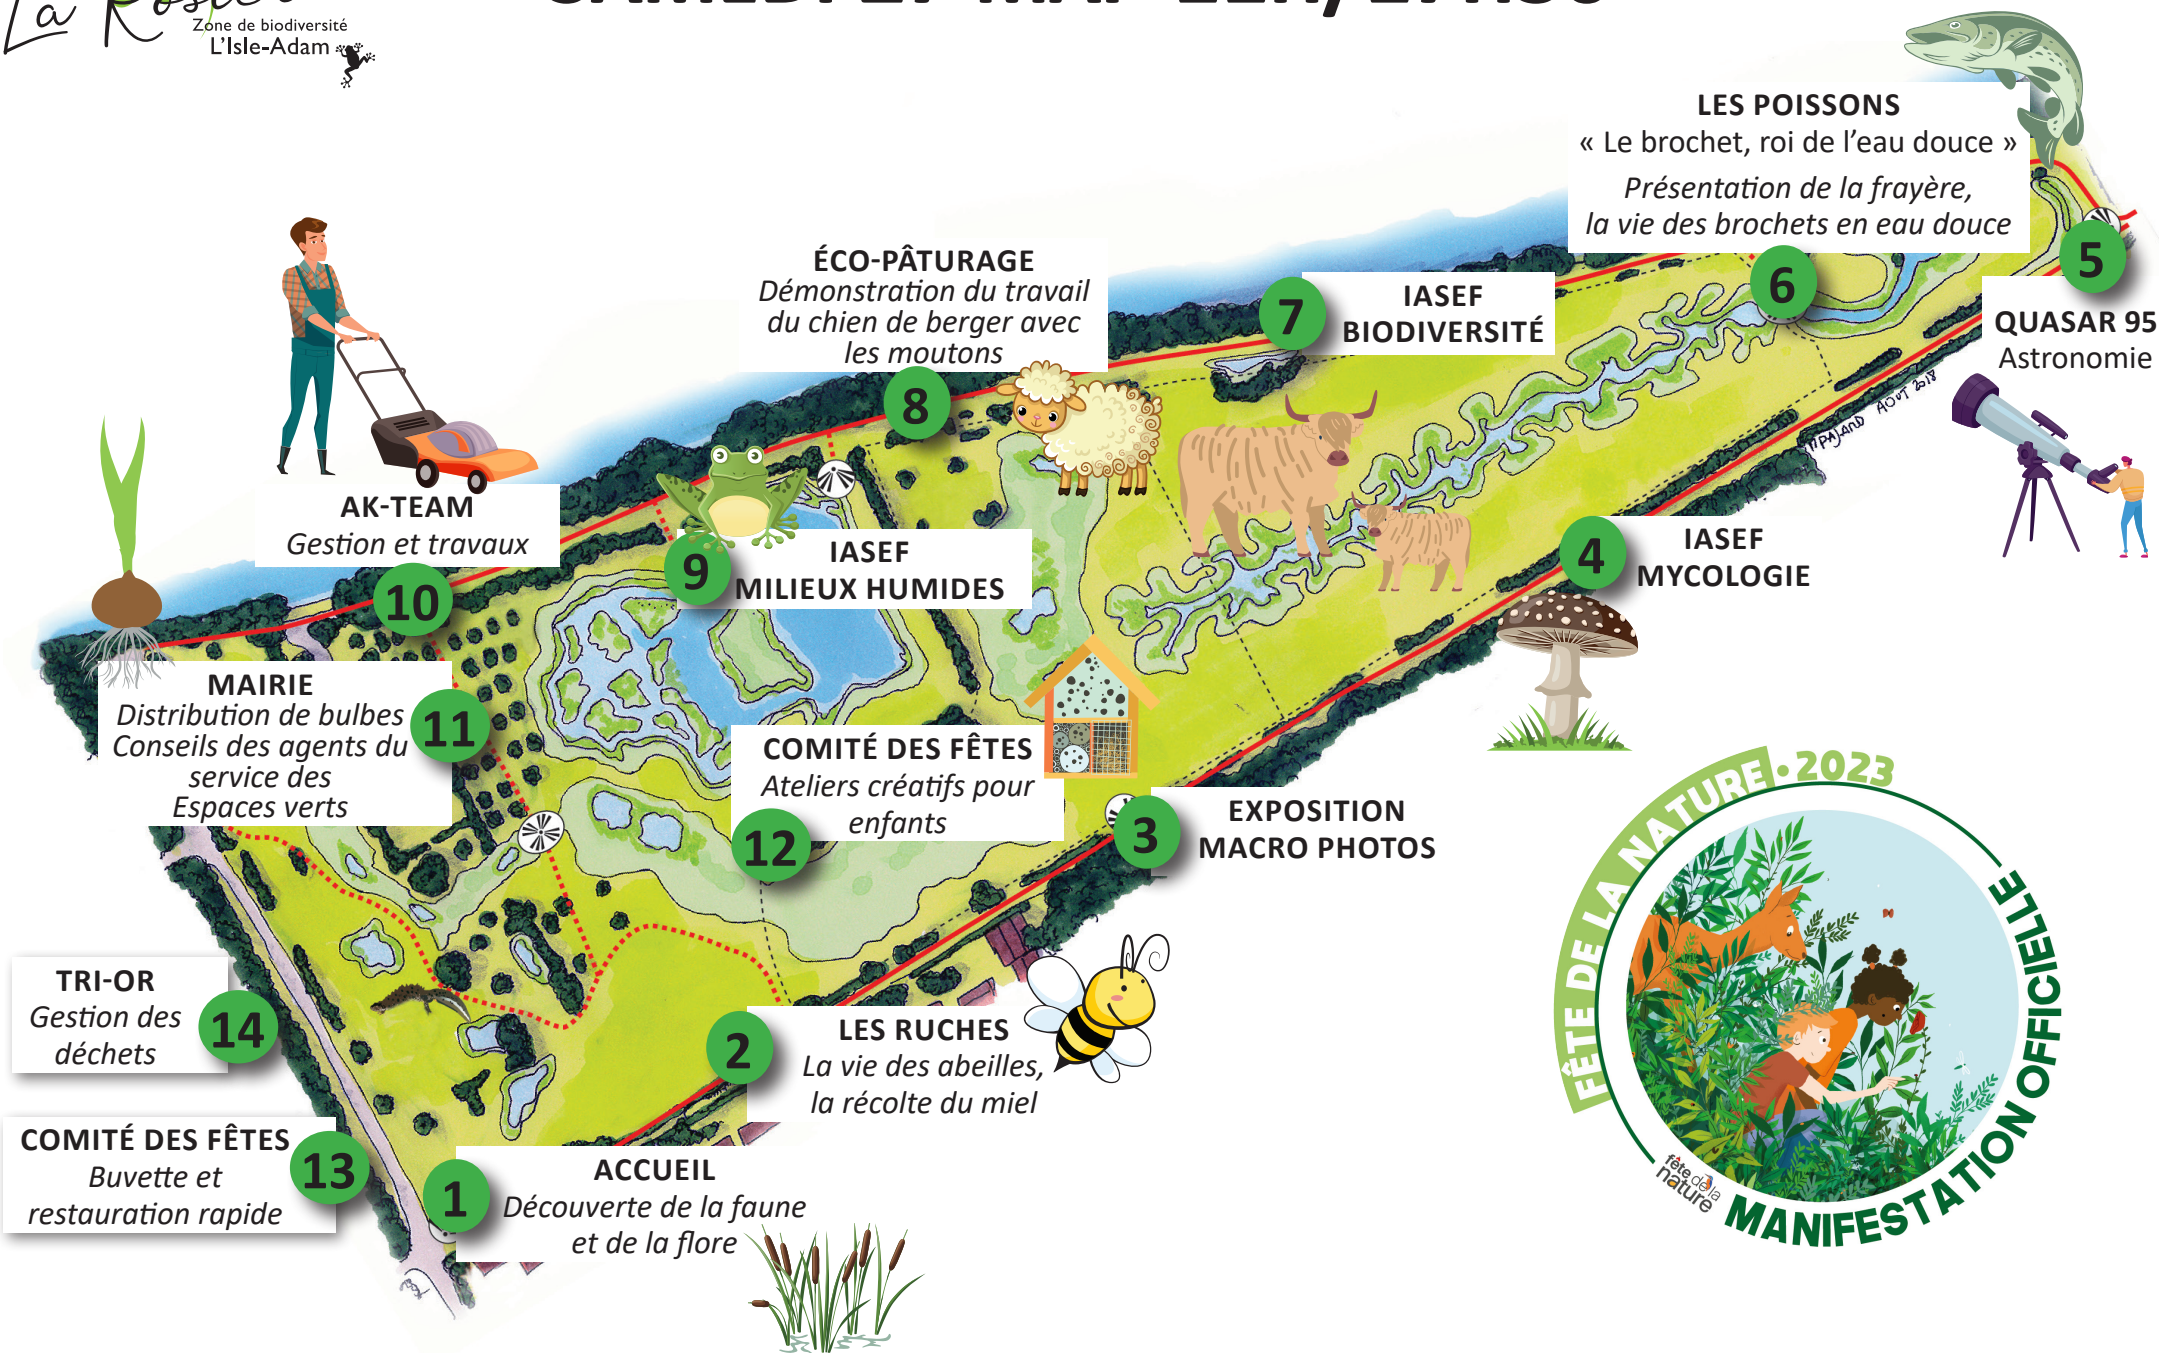 La
Zone de biodiversité
L'Isle-Adam
LES POISSONS
« Le brochet, roi de l'eau douce »
Présentation de la frayère,
la vie des brochets en eau douce
5
QUASAR 95
Astronomie
6
7
IASEF
BIODIVERSITÉ
ÉCO-PÂTURAGE
Démonstration du travail
du chien de berger avec
les moutons
8
PAJAND AOUT 2018
4
IASEF
MYCOLOGIE
AK-TEAM
Gestion et travaux
10
9
IASEF
MILIEUX HUMIDES
MAIRIE
Distribution de bulbes
Conseils des agents du
service des
Espaces verts
11
COMITÉ DES FÊTES
Ateliers créatifs pour
enfants
12
3
EXPOSITION
MACRO PHOTOS
TRI-OR
Gestion des
déchets
14
2
LES RUCHES
La vie des abeilles,
la récolte du miel
COMITÉ DES FÊTES
Buvette et
restauration rapide
13
1
ACCUEIL
Découverte de la faune
et de la flore
FÊTE DE LA NATURE • 2023
MANIFESTATION OFFICIELLE
fête de la
nature